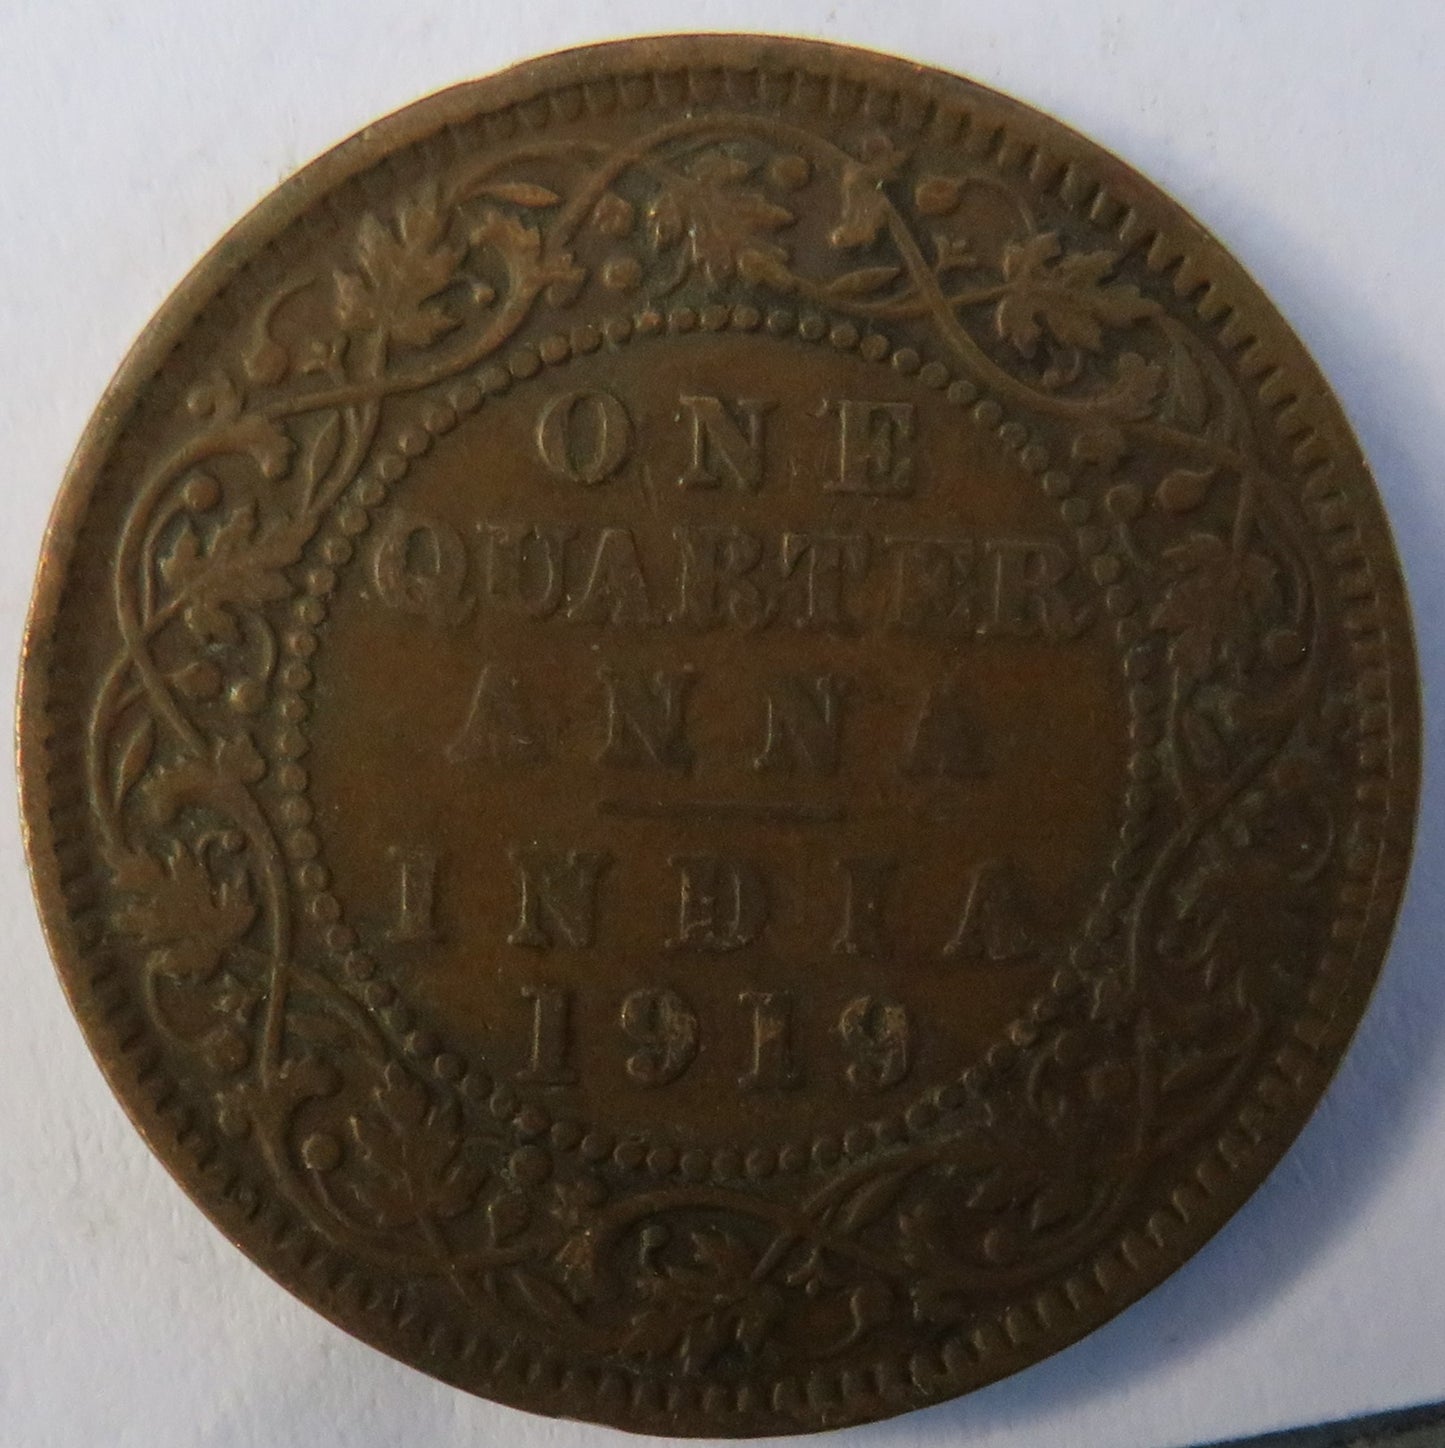 ONE
QUARTER
ANNA
INDIA
1919